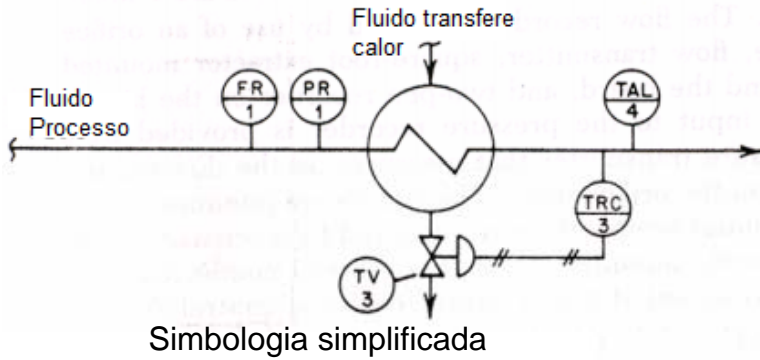 Fluido transfere
calor
FR
1
PR
1
TAL
4
Fluido
Processo
TRC
3
TV
3
Simbologia simplificada